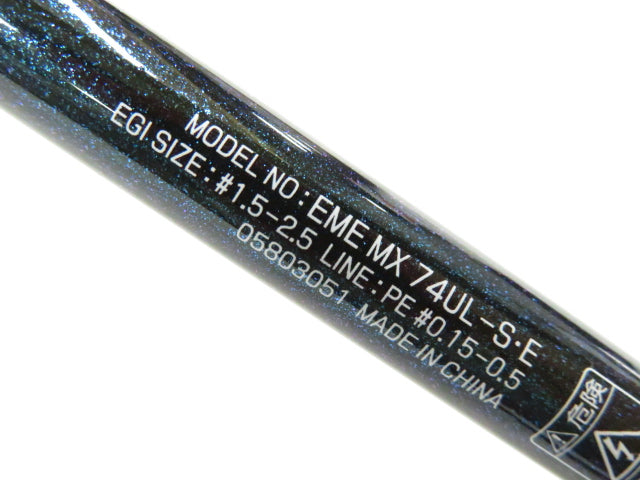 MODEL NO : EME MX 74UL-S・E
EGI SIZE : #1.5-2.5 LINE : PE #0.15-0.5
05803051 MADE IN CHINA
危険